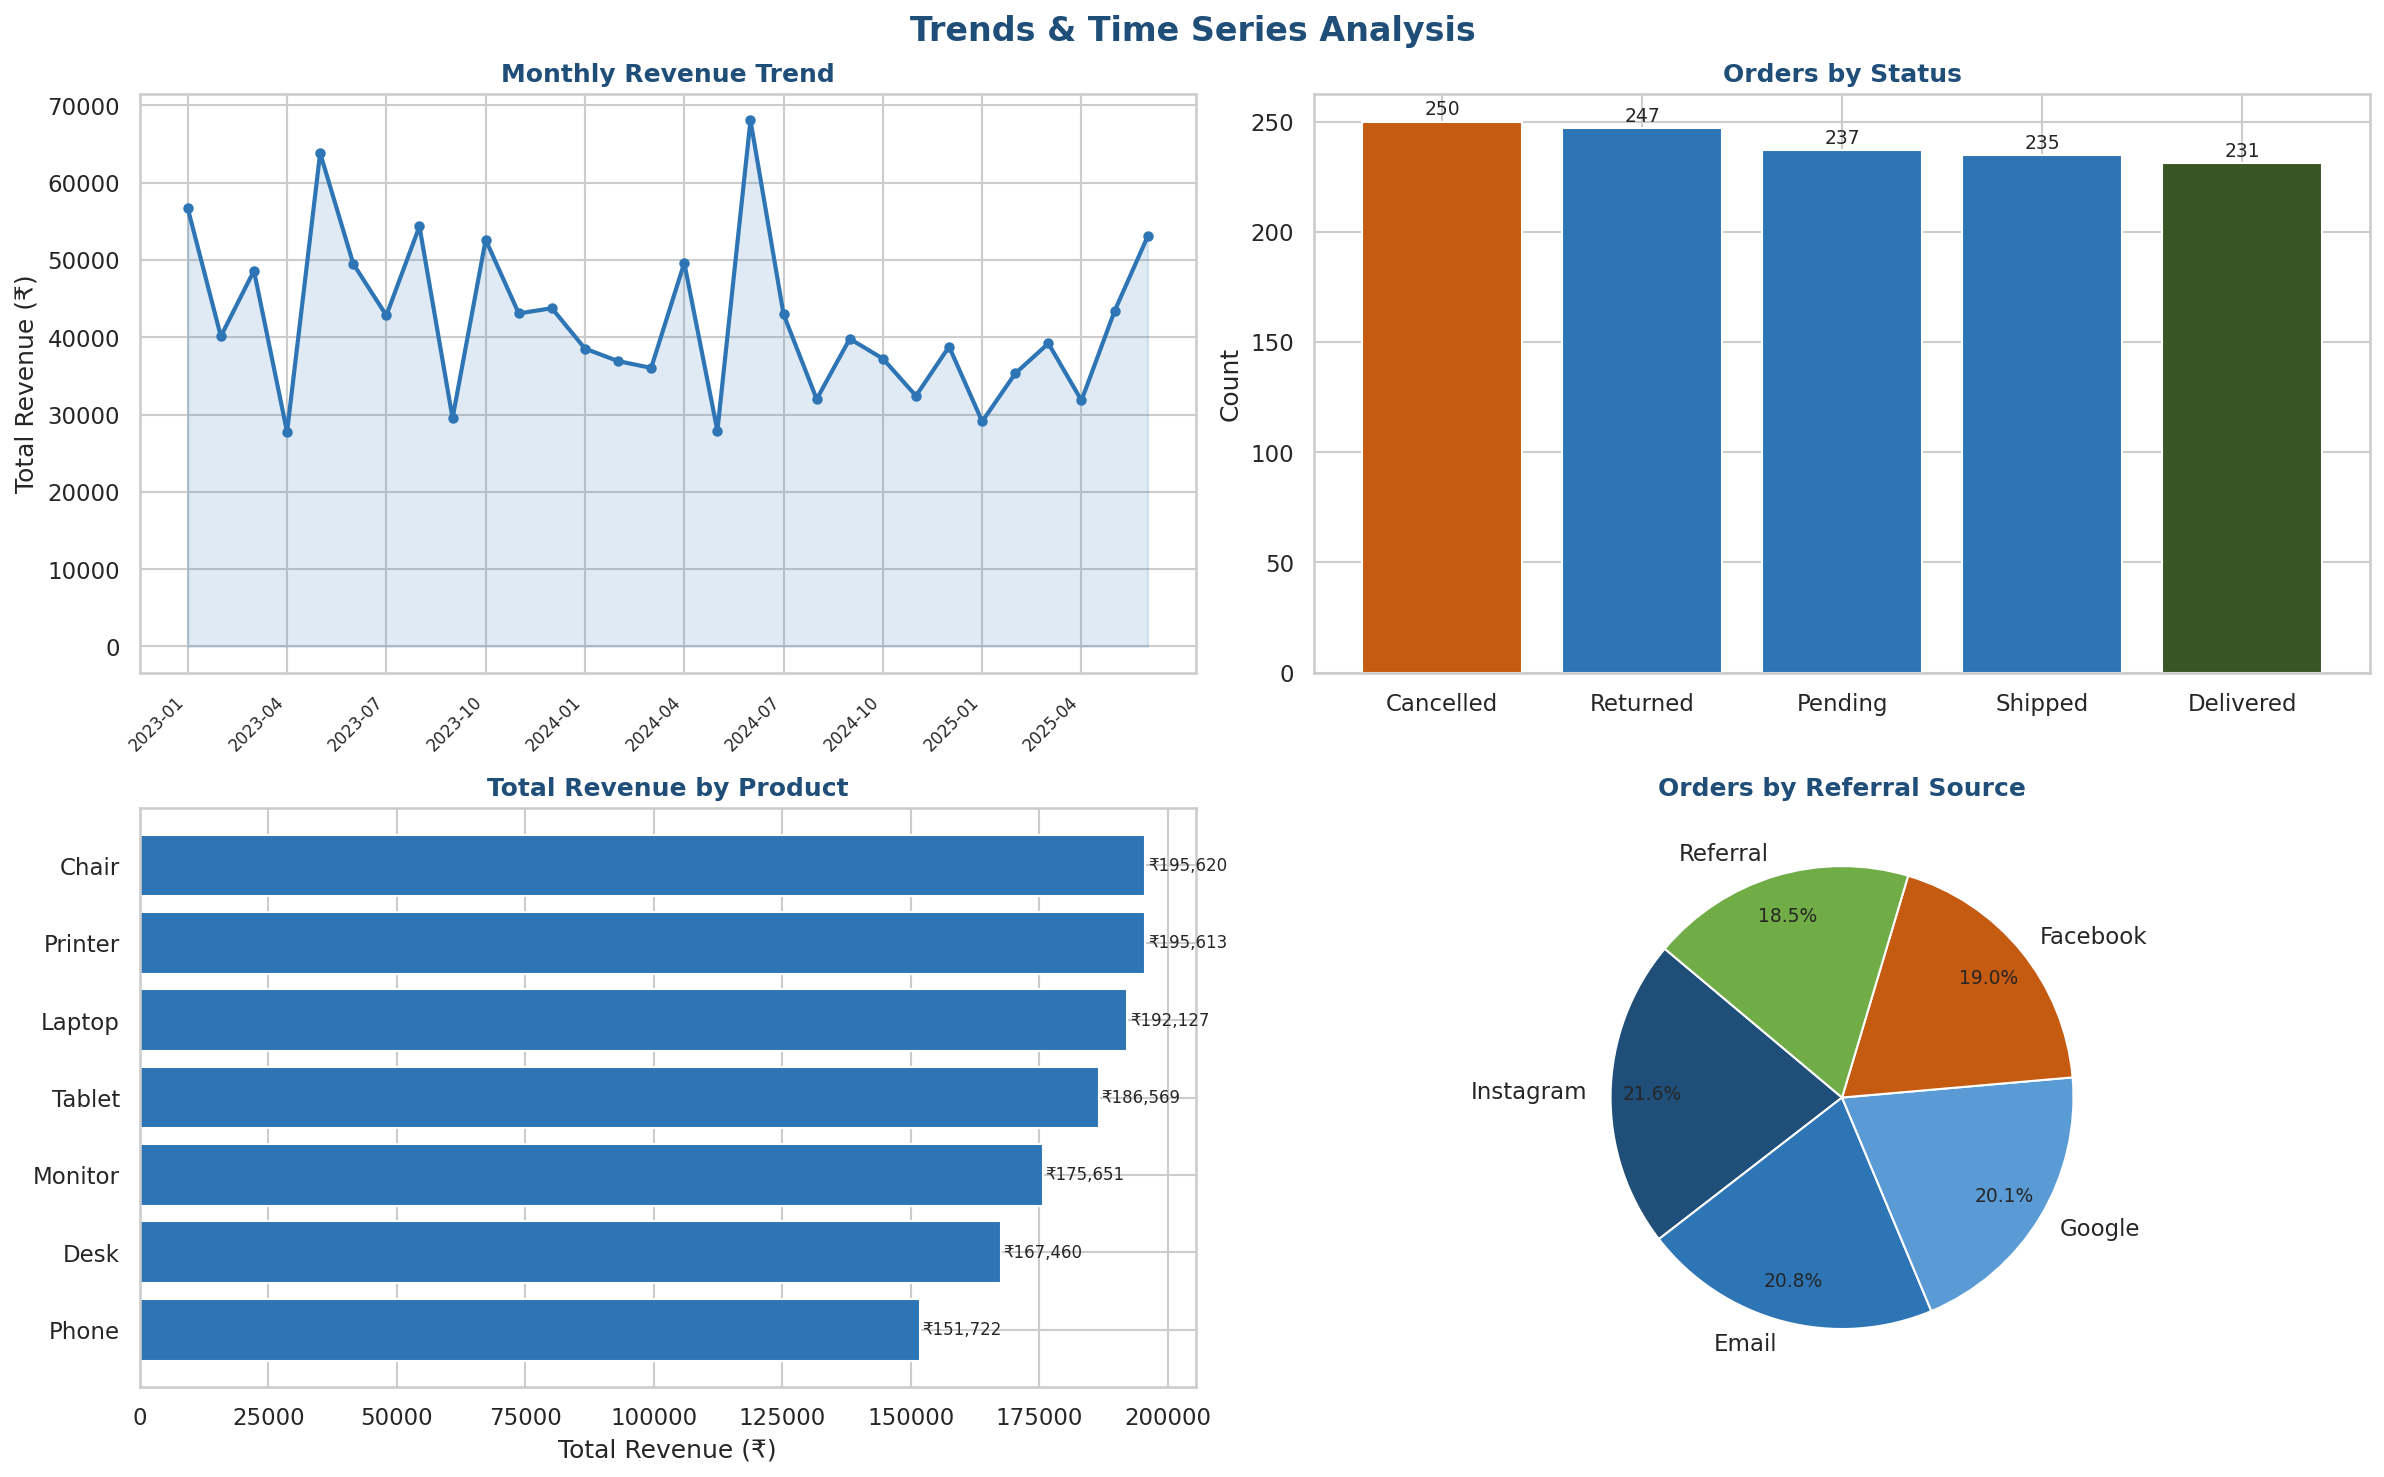 Trends & Time Series Analysis
Monthly Revenue Trend
Total Revenue (₹)
70000
60000
50000
40000
30000
20000
10000
0
2023-01
2023-04
2023-07
2023-10
2024-01
2024-04
2024-07
2024-10
2025-01
2025-04
Orders by Status
Count
250
200
150
100
50
0
250
247
237
235
231
Cancelled
Returned
Pending
Shipped
Delivered
Total Revenue by Product
Chair
₹195,620
Printer
₹195,613
Laptop
₹192,127
Tablet
₹186,569
Monitor
₹175,651
Desk
₹167,460
Phone
₹151,722
0
25000
50000
75000
100000
125000
150000
175000
200000
Total Revenue (₹)
Orders by Referral Source
Referral
18.5%
Facebook
19.0%
Instagram
21.6%
Google
20.1%
Email
20.8%